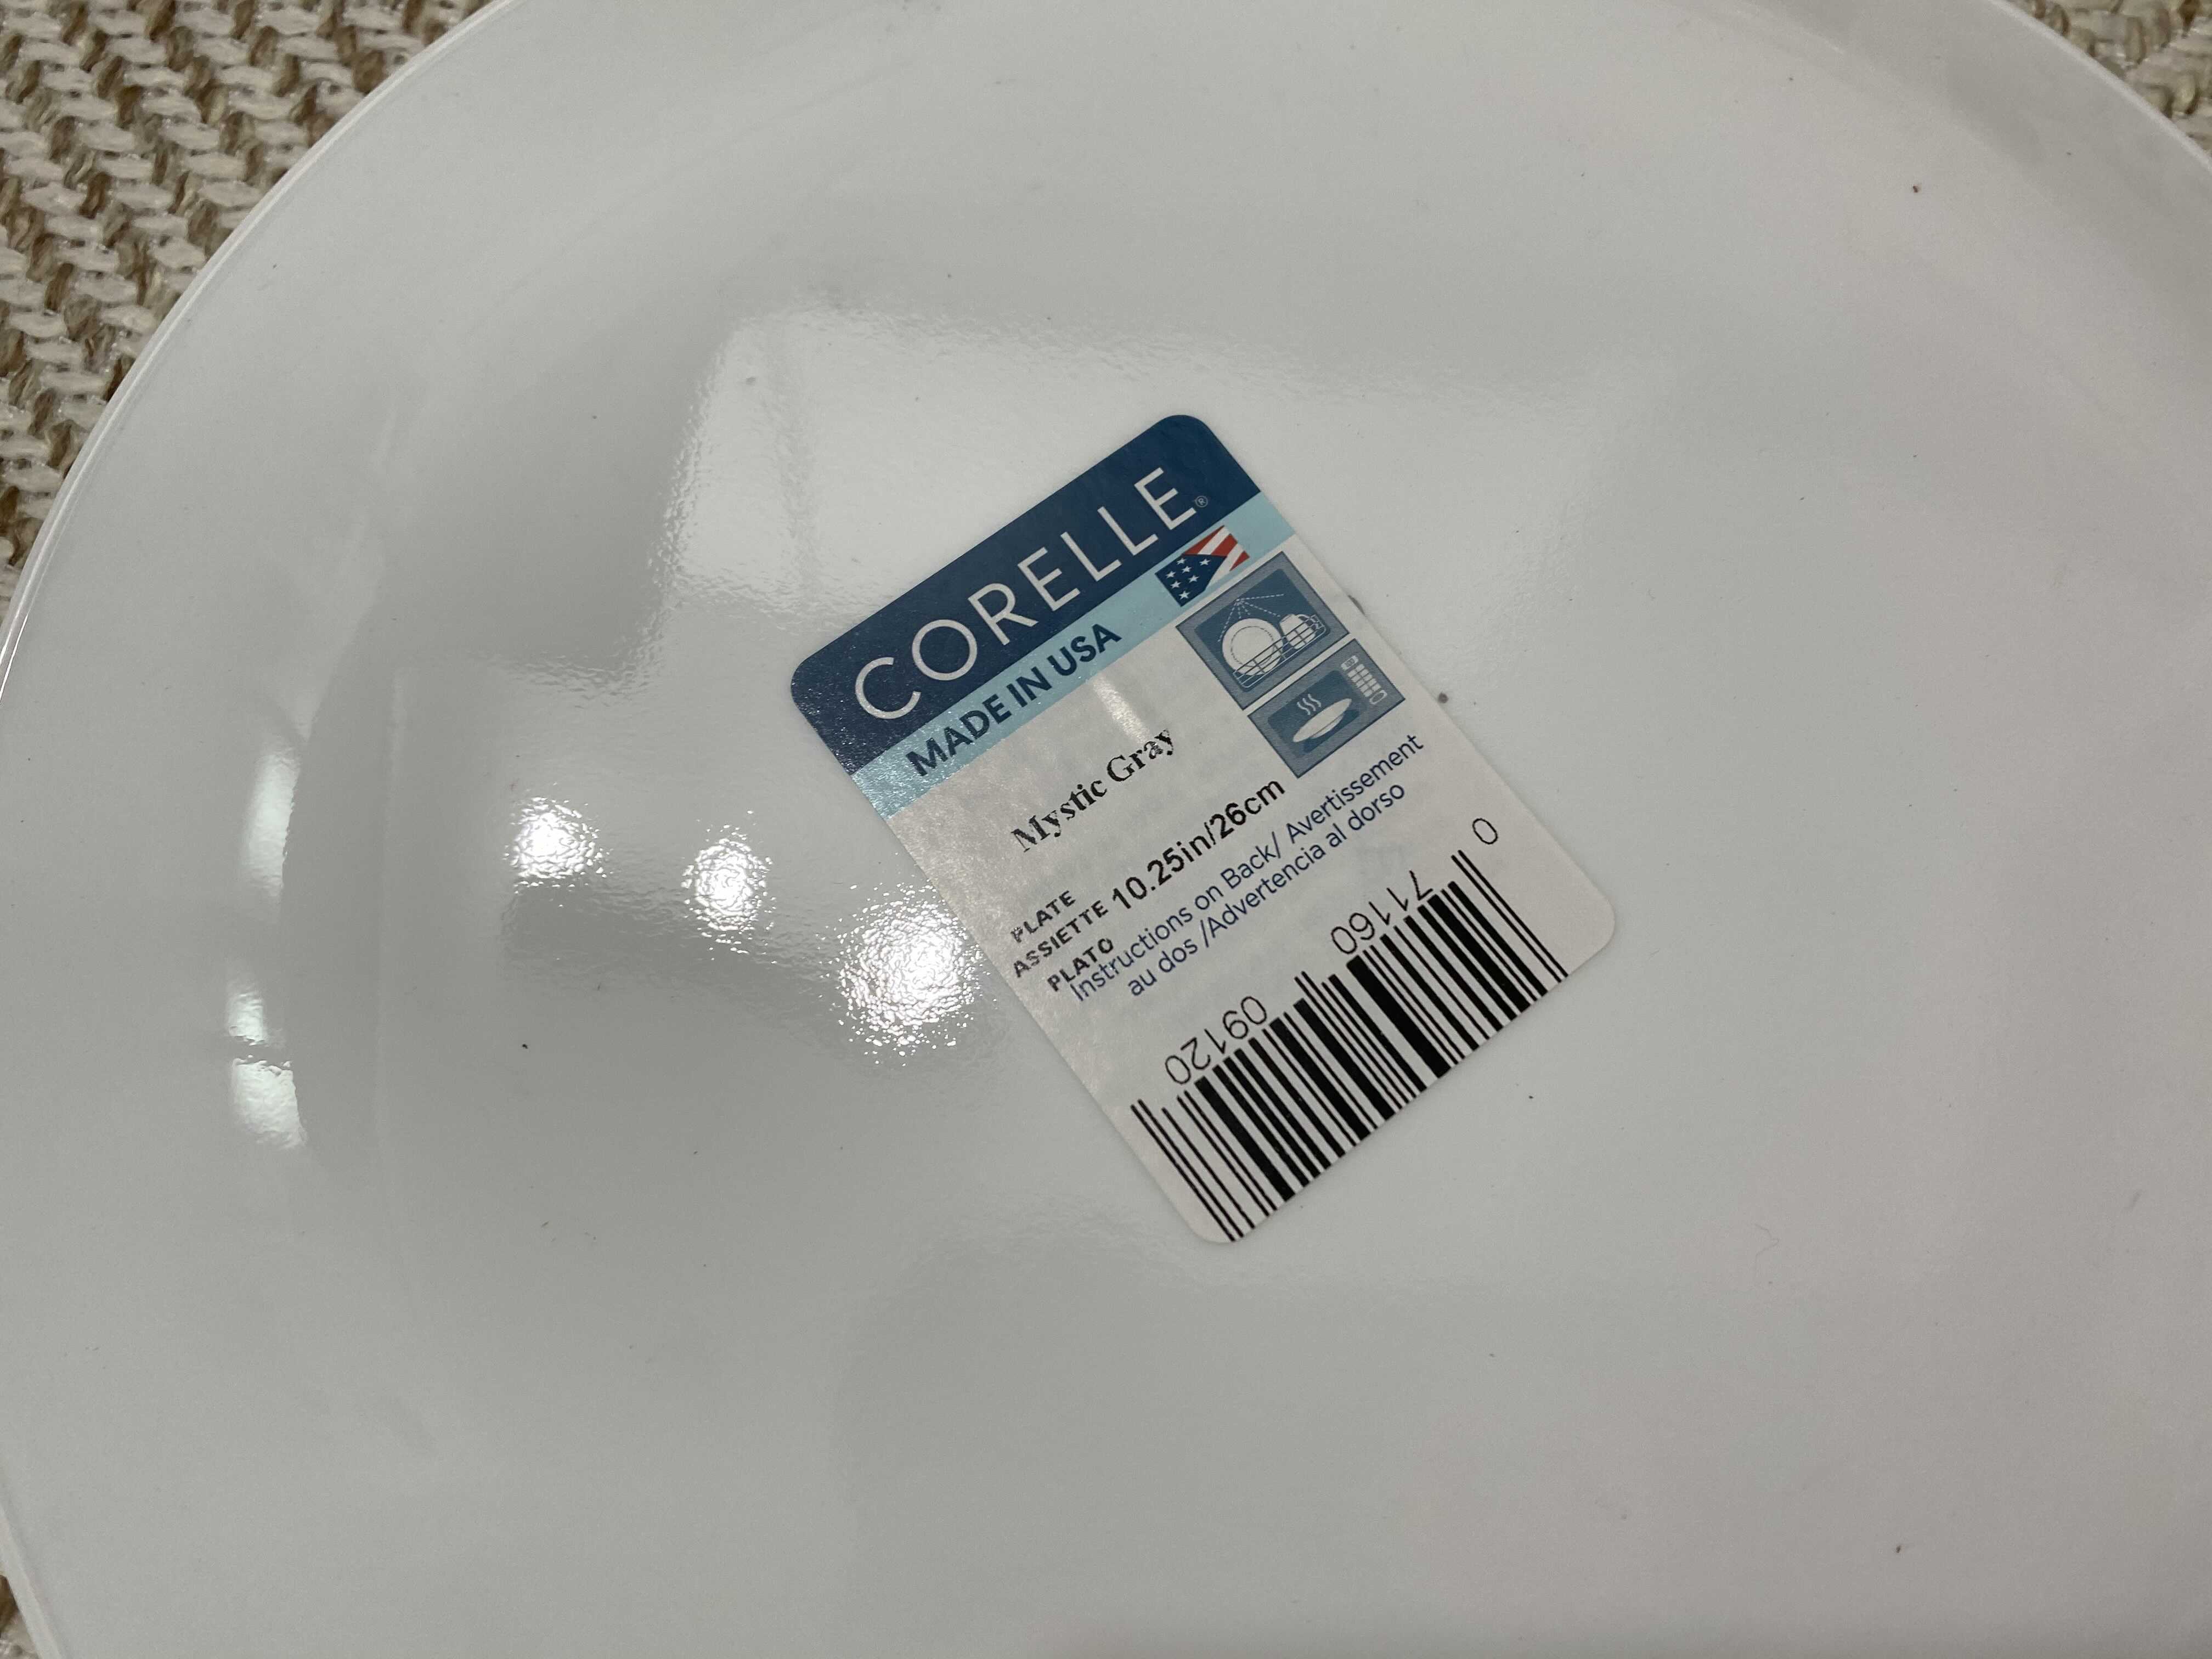 CORELLE®
MADE IN USA
Mystic Gray
PLATE
ASSIETTE 10.25in/26cm
PLATO
Instructions on Back/ Avertissement
au dos /Advertencia al dorso
0 71160 09120